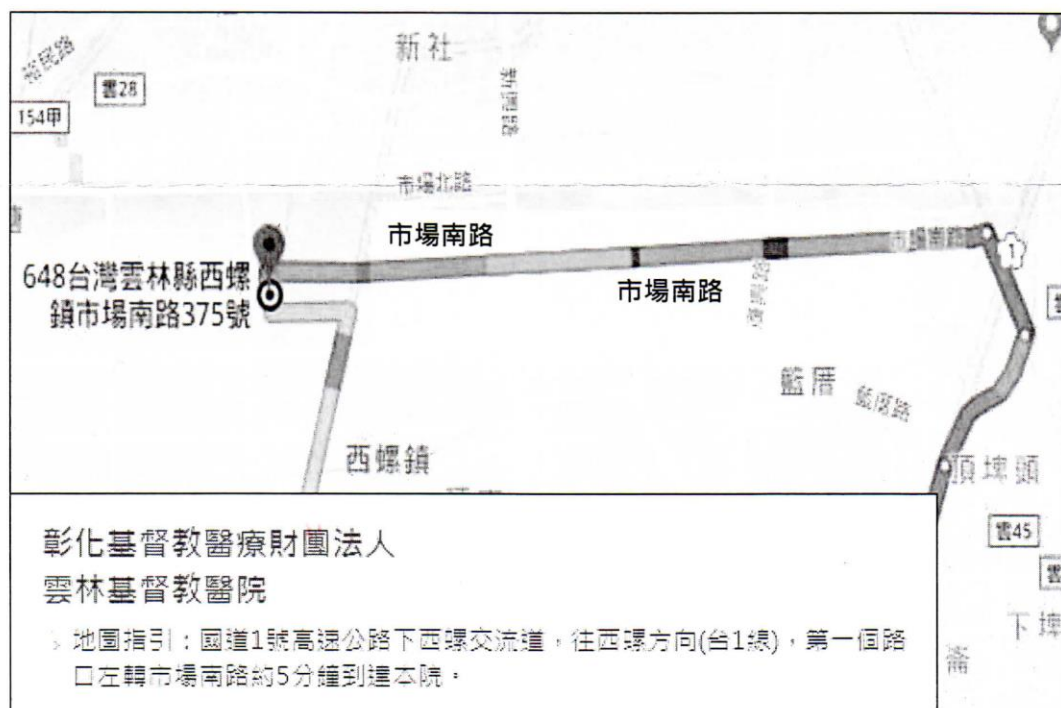 新社
雲28
154甲
市場北路
市場南路
市場南路
1
648台灣雲林縣西螺
鎮市場南路375號
市場南路
西螺鎮
頂埤頭
雲45
下埤
彰化基督教醫療財團法人
雲林基督教醫院
地圖指引：國道1號高速公路下西螺交流道，往西螺方向(台1線)，第一個路
口左轉市場南路約5分鐘到達本院。